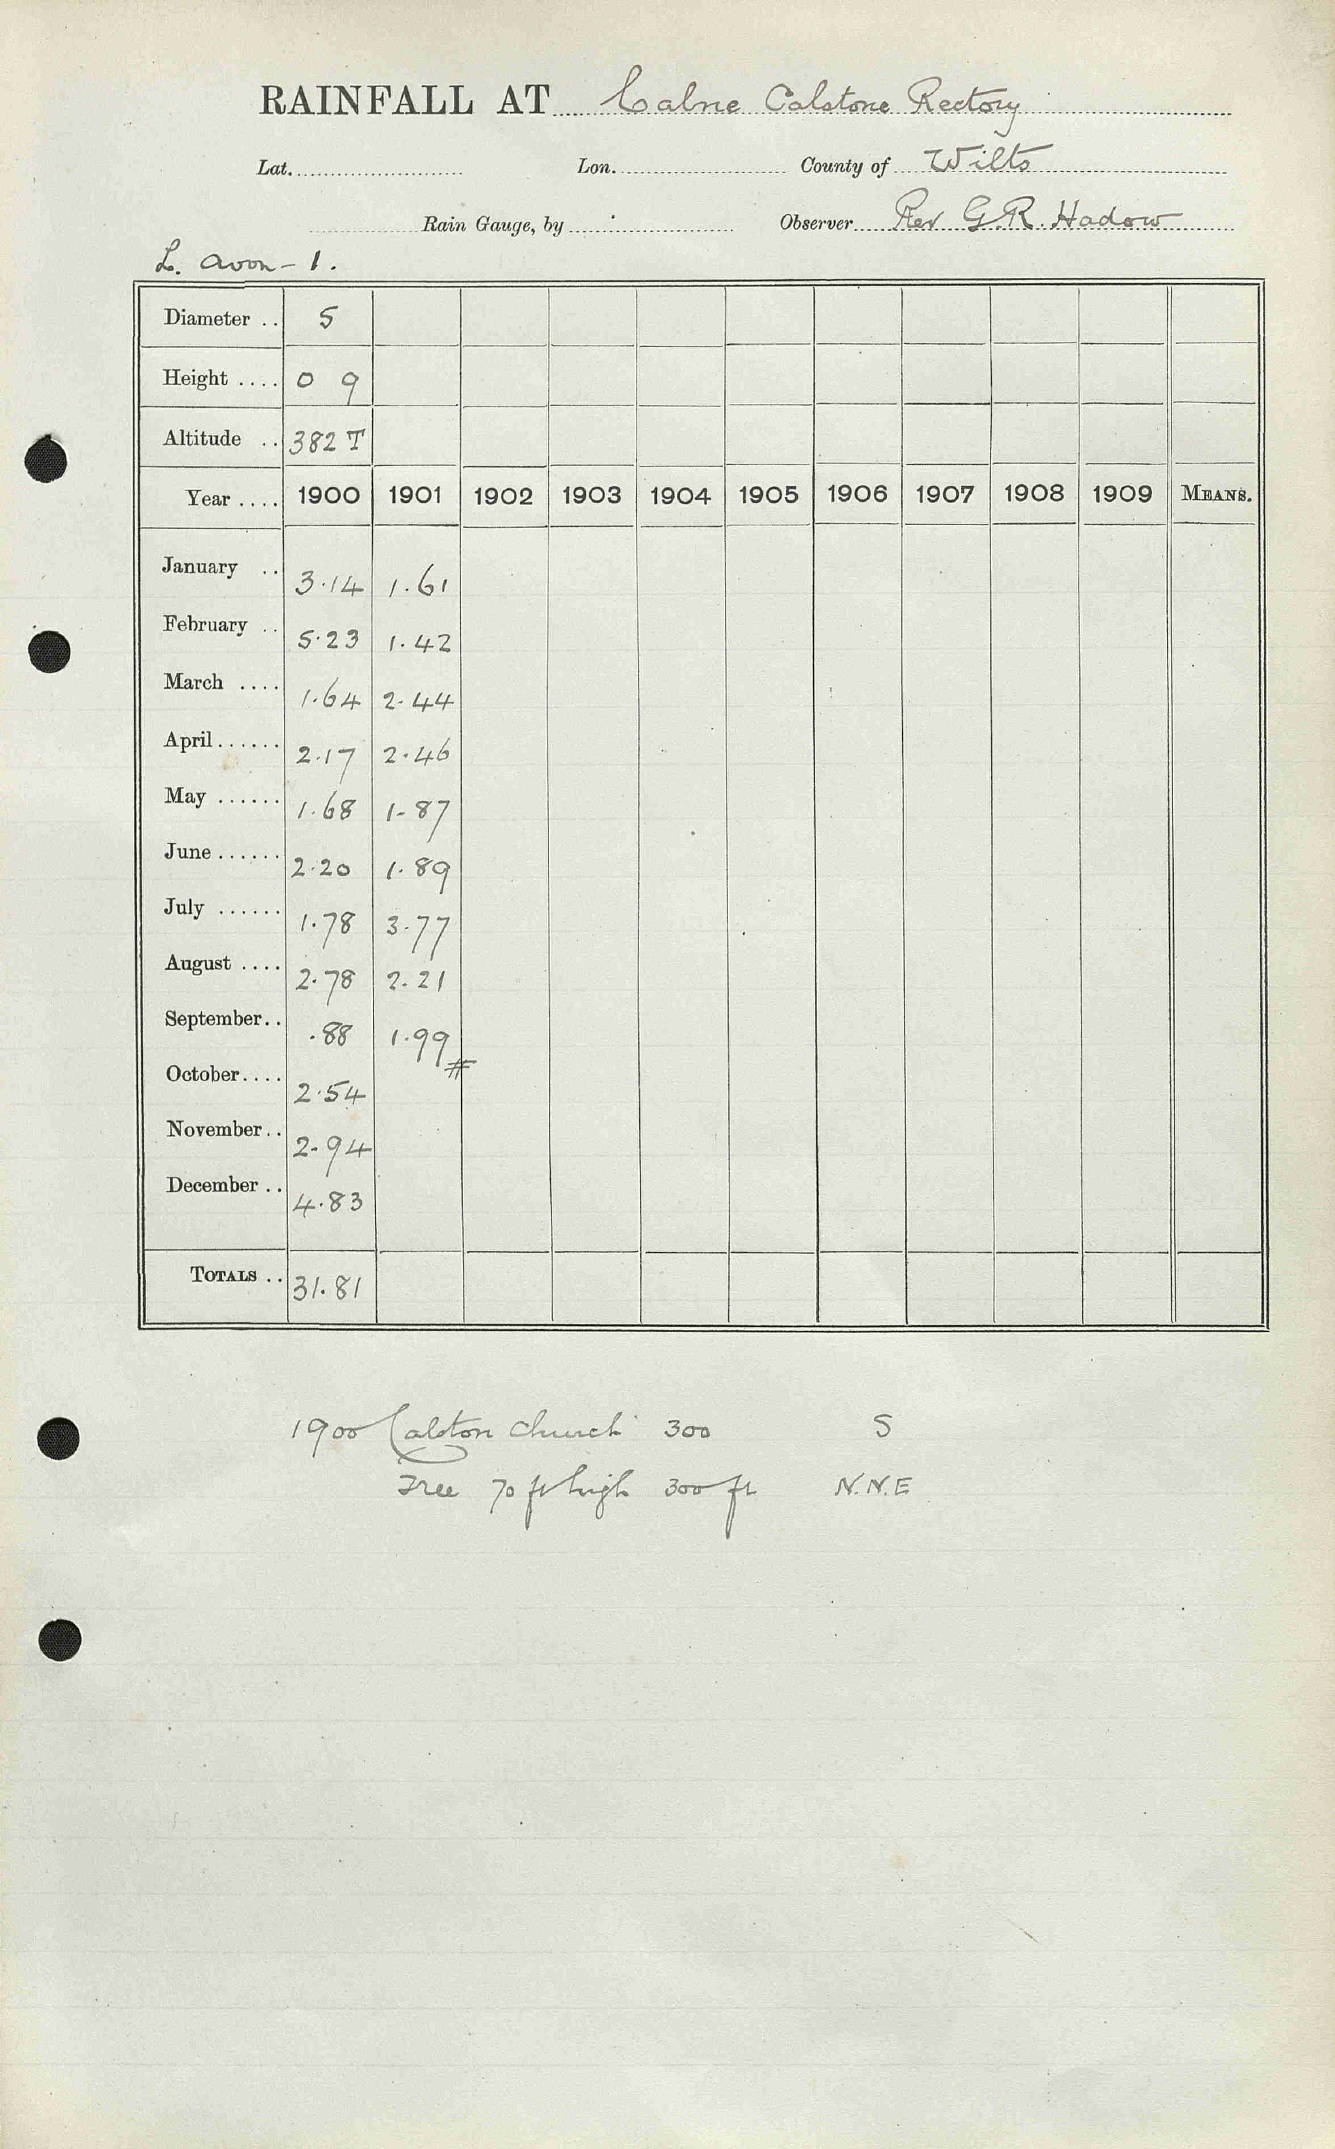 RAINFALL AT Calne Calstone Rectory
Lat. Lon. County of Wilts
Rain Gauge, by Observer Rev G.R. Hadow
L. Avon - 1.
Diameter .. 5
Height .... 0 9
Altitude .. 382 T
Year .... 1900 1901 1902 1903 1904 1905 1906 1907 1908 1909 MEANS.
January .. 3.14 1.61
February .. 5.23 1.42
March .... 1.64 2.44
April ...... 2.17 2.46
May ...... 1.68 1.87
June ...... 2.20 1.89
July ...... 1.78 3.77
August .... 2.78 2.21
September .. .88 1.99 #
October .... 2.54
November .. 2.94
December .. 4.83
TOTALS .. 31.81
1900 Calston Church 300 S
Tree 70 ft high 300 ft N.N.E